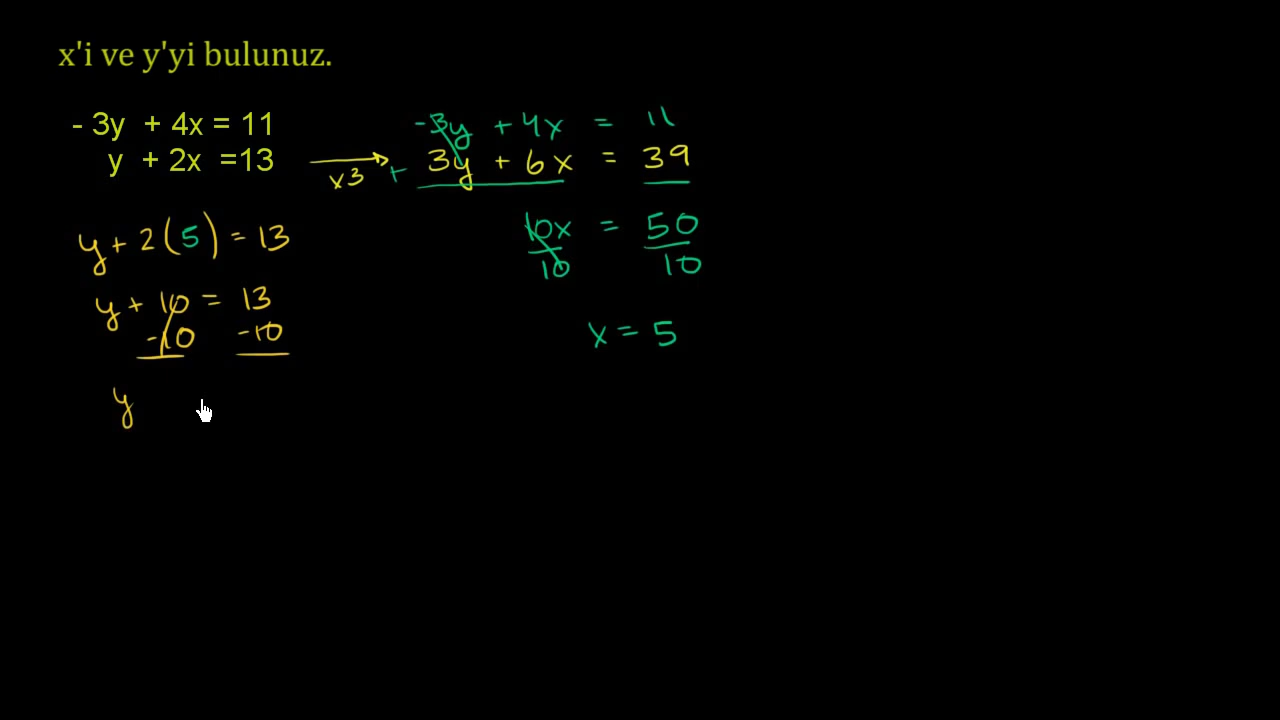 x'i ve y'yi bulunuz.
- 3y + 4x = 11
y + 2x =13
x3
-3y + 4x = 11
+ 3y + 6x = 39
10x = 50
10 10
x = 5
y + 2(5) = 13
y + 10 = 13
-10 -10
y